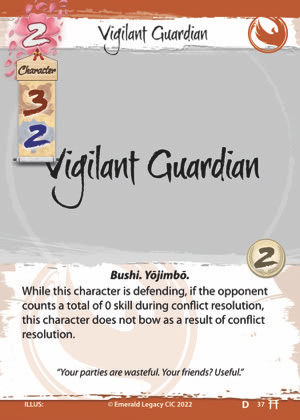 2
Vigilant Guardian
Character
3
2
Vigilant Guardian
2
Bushi. Yōjimbō.
While this character is defending, if the opponent
counts a total of 0 skill during conflict resolution,
this character does not bow as a result of conflict
resolution.
“Your parties are wasteful. Your friends? Useful.”
ILLUS:
© Emerald Legacy CIC 2022
D 37